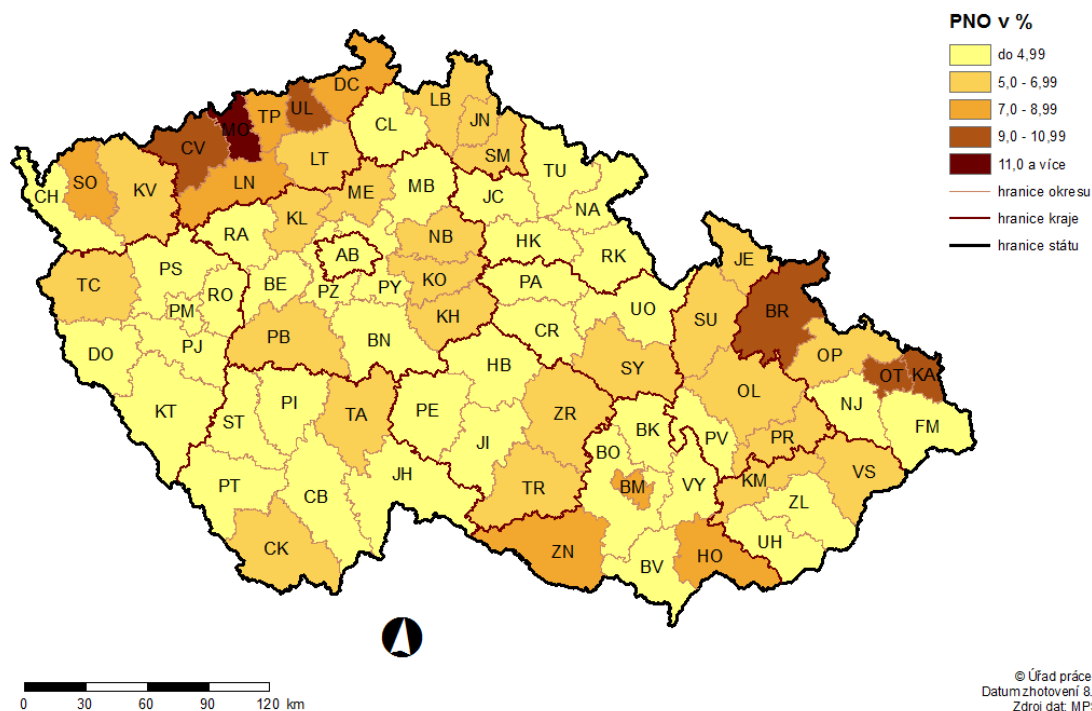 PNO v %
do 4,99
5,0 - 6,99
7,0 - 8,99
9,0 - 10,99
11,0 a více
hranice okresu
hranice kraje
hranice státu
DC
LB
UL
TP
MO
JN
CL
CV
LT
SM
TU
SO
KV
LN
CH
ME
MB
JC
NA
KL
RA
NB
HK
AB
RK
JE
PS
TC
BE
PZ
PY
KO
PA
RO
PM
UO
SU
BR
KH
CR
PB
BN
DO
PJ
OP
HB
SY
OT
KA
OL
KT
ST
PI
TA
PE
ZR
NJ
FM
BK
PV
PR
JI
BO
VS
JH
KM
PT
CB
TR
BM
VY
ZL
UH
CK
ZN
BV
HO
0 30 60 90 120 km
© Úřad práce
Datum zhotovení 8.
Zdroj dat: MP